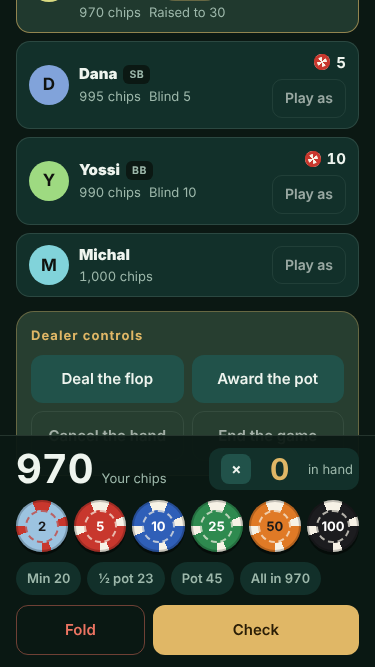 970 chips Raised to 30
D Dana SB
995 chips Blind 5
5
Play as
Y Yossi BB
990 chips Blind 10
10
Play as
M Michal
1,000 chips
Play as
Dealer controls
Deal the flop Award the pot
Cancel the hand End the game
970 Your chips × 0 in hand
2 5 10 25 50 100
Min 20 ½ pot 23 Pot 45 All in 970
Fold Check